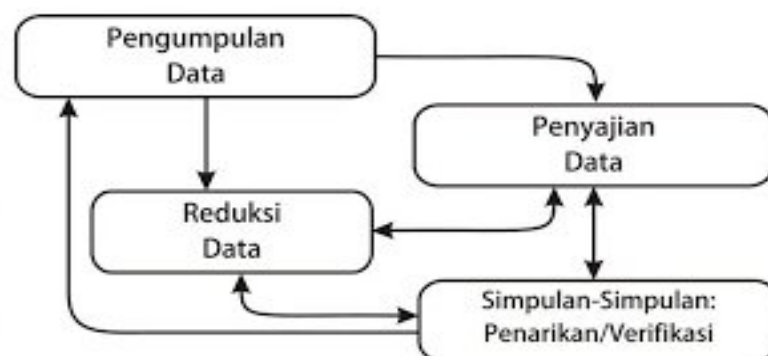 Pengumpulan
Data
Penyajian
Data
Reduksi
Data
Simpulan-Simpulan:
Penarikan/Verifikasi